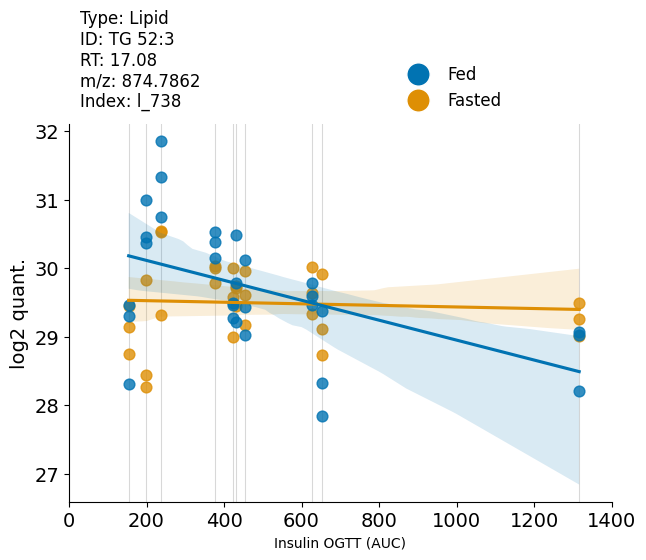 Type: Lipid
ID: TG 52:3
RT: 17.08
m/z: 874.7862
Index: l_738
Fed
Fasted
32
31
30
29
28
27
log2 quant.
0 200 400 600 800 1000 1200 1400
Insulin OGTT (AUC)